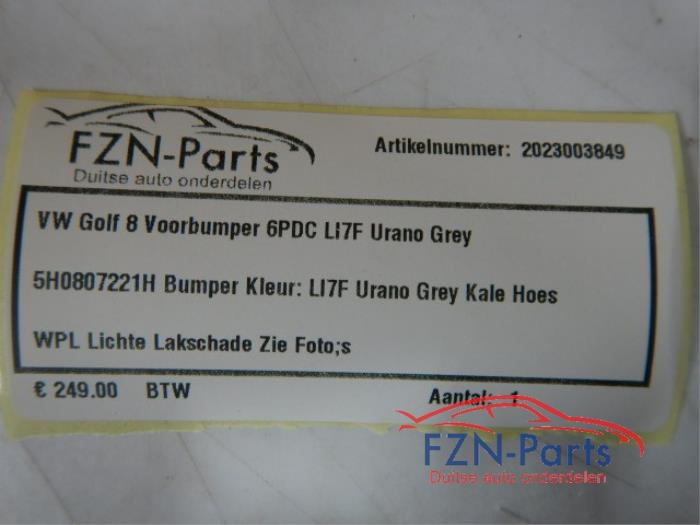 FZN-Parts
Duitse auto onderdelen
Artikelnummer: 2023003849
VW Golf 8 Voorbumper 6PDC LI7F Urano Grey
5H0807221H Bumper Kleur: LI7F Urano Grey Kale Hoes
WPL Lichte Lakschade Zie Foto;s
€ 249.00 BTW
Aantal: 1
FZN-Parts
Duitse auto onderdelen